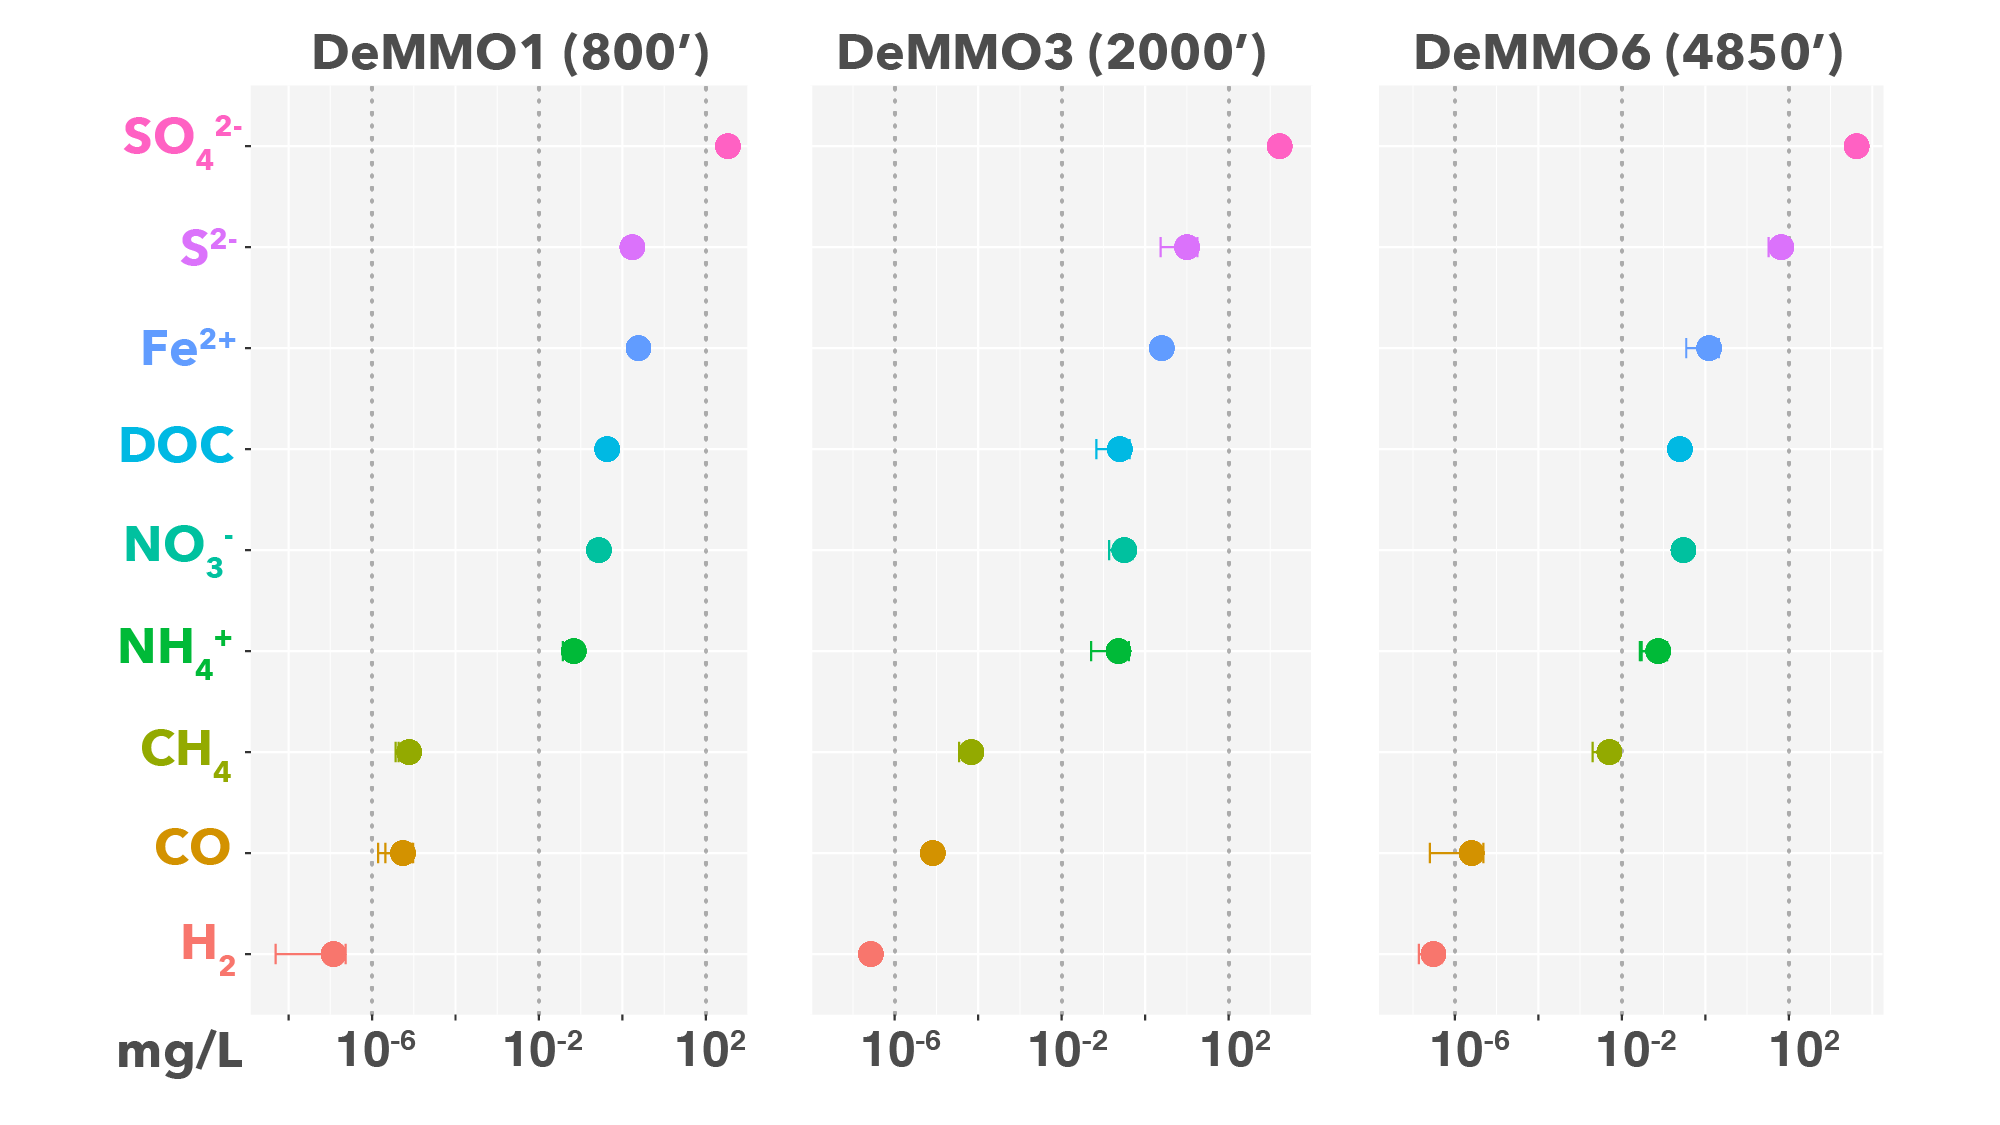 DeMMO1 (800′) DeMMO3 (2000′) DeMMO6 (4850′)
SO₄²⁻
S²⁻
Fe²⁺
DOC
NO₃⁻
NH₄⁺
CH₄
CO
H₂
mg/L 10⁻⁶ 10⁻² 10² 10⁻⁶ 10⁻² 10² 10⁻⁶ 10⁻² 10²